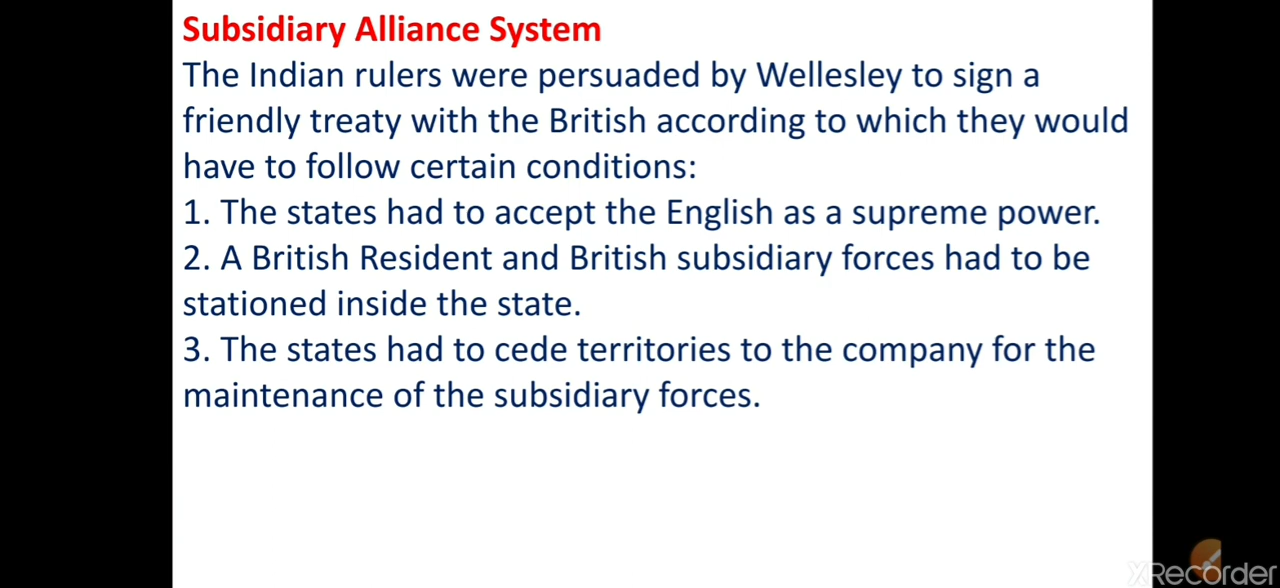 Subsidiary Alliance System
The Indian rulers were persuaded by Wellesley to sign a
friendly treaty with the British according to which they would
have to follow certain conditions:
1. The states had to accept the English as a supreme power.
2. A British Resident and British subsidiary forces had to be
stationed inside the state.
3. The states had to cede territories to the company for the
maintenance of the subsidiary forces.
XRecorder